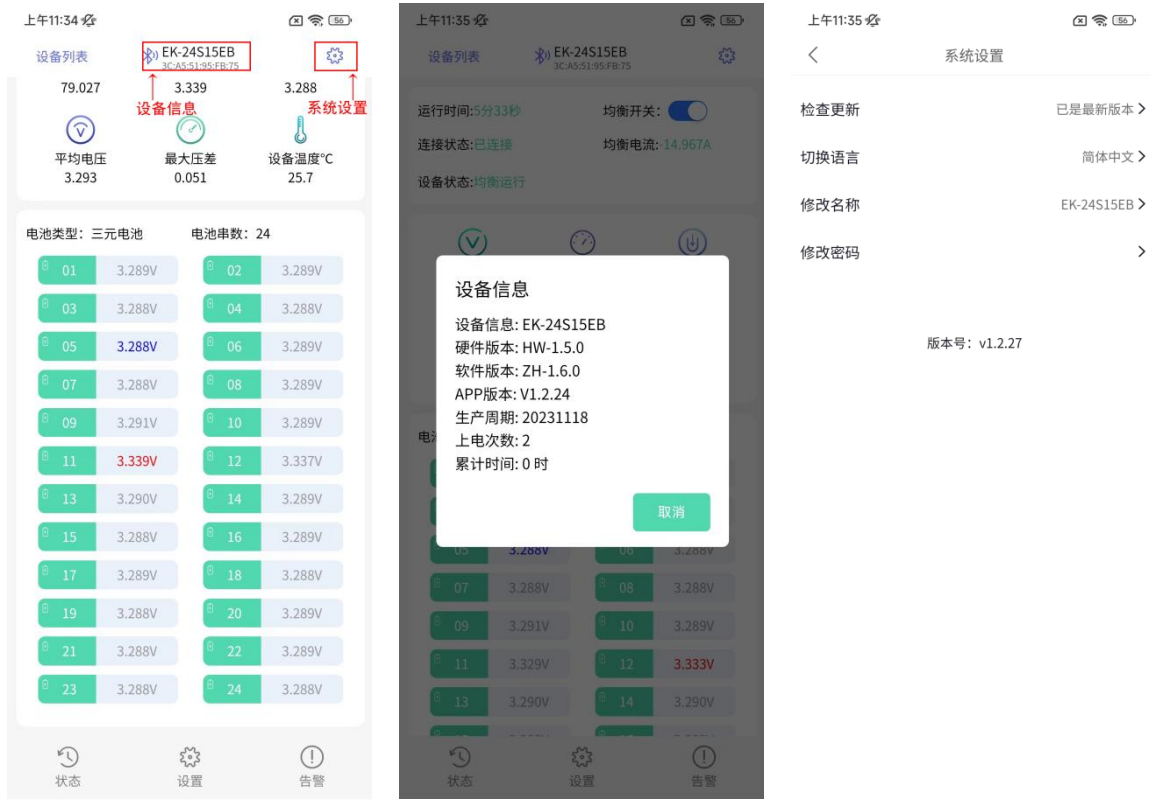 上午11:34
56
设备列表
EK-24S15EB
3C:A5:51:95:FB:75
79.027
3.339
3.288
设备信息
系统设置
平均电压
最大压差
设备温度℃
3.293
0.051
25.7
电池类型：三元电池
电池串数：24
01 3.289V 02 3.289V
03 3.288V 04 3.288V
05 3.288V 06 3.289V
07 3.288V 08 3.289V
09 3.291V 10 3.289V
11 3.339V 12 3.337V
13 3.290V 14 3.289V
15 3.288V 16 3.289V
17 3.289V 18 3.288V
19 3.288V 20 3.289V
21 3.288V 22 3.289V
23 3.288V 24 3.288V
状态
设置
告警
上午11:35
56
设备列表
EK-24S15EB
3C:A5:51:95:FB:75
运行时间:5分33秒
均衡开关：
连接状态:已连接
均衡电流:-14.967A
设备状态:均衡运行
设备信息
设备信息: EK-24S15EB
硬件版本: HW-1.5.0
软件版本: ZH-1.6.0
APP版本: V1.2.24
生产周期: 20231118
上电次数: 2
累计时间: 0 时
取消
05 3.288V 06 3.288V
07 3.288V 08 3.288V
09 3.291V 10 3.289V
11 3.329V 12 3.333V
13 3.290V 14 3.290V
状态
设置
告警
上午11:35
56
系统设置
检查更新
已是最新版本
切换语言
简体中文
修改名称
EK-24S15EB
修改密码
版本号：v1.2.27